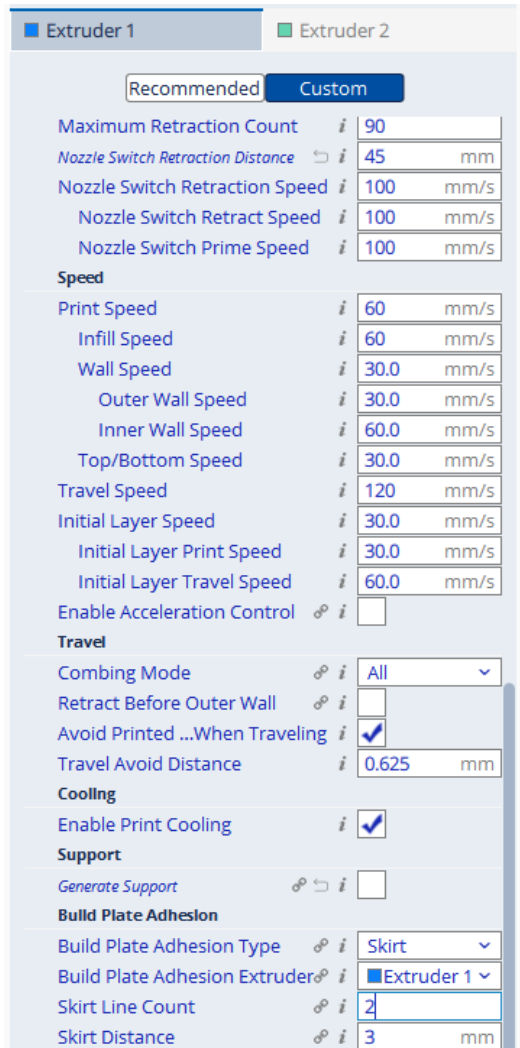 Extruder 1 Extruder 2
Recommended Custom
Maximum Retraction Count i 90
Nozzle Switch Retraction Distance i 45 mm
Nozzle Switch Retraction Speed i 100 mm/s
Nozzle Switch Retract Speed i 100 mm/s
Nozzle Switch Prime Speed i 100 mm/s
Speed
Print Speed i 60 mm/s
Infill Speed i 60 mm/s
Wall Speed i 30.0 mm/s
Outer Wall Speed i 30.0 mm/s
Inner Wall Speed i 60.0 mm/s
Top/Bottom Speed i 30.0 mm/s
Travel Speed i 120 mm/s
Initial Layer Speed i 30.0 mm/s
Initial Layer Print Speed i 30.0 mm/s
Initial Layer Travel Speed i 60.0 mm/s
Enable Acceleration Control i
Travel
Combing Mode i All
Retract Before Outer Wall i
Avoid Printed ...When Traveling i
Travel Avoid Distance i 0.625 mm
Cooling
Enable Print Cooling i
Support
Generate Support i
Build Plate Adhesion
Build Plate Adhesion Type i Skirt
Build Plate Adhesion Extruder i Extruder 1
Skirt Line Count i 2
Skirt Distance i 3 mm